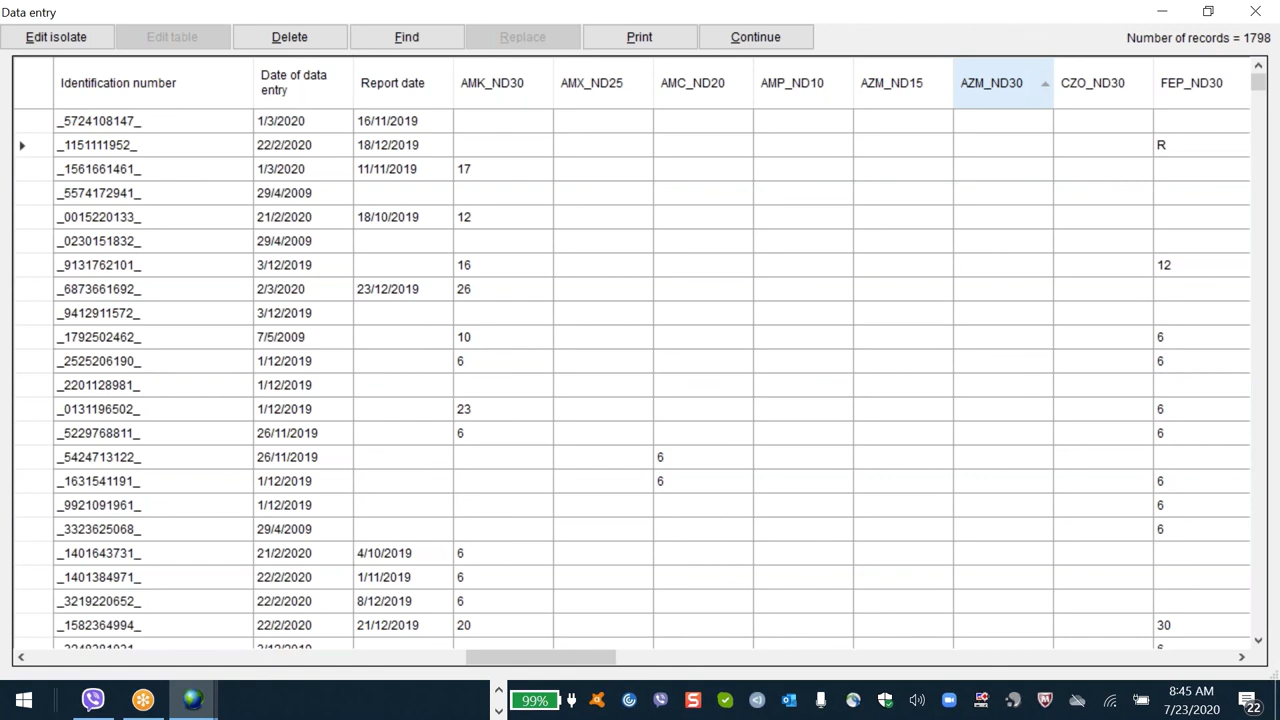 Data entry
Edit isolate Edit table Delete Find Replace Print Continue Number of records = 1798
Identification number Date of data entry Report date AMK_ND30 AMX_ND25 AMC_ND20 AMP_ND10 AZM_ND15 AZM_ND30 CZO_ND30 FEP_ND30
_5724108147_ 1/3/2020 16/11/2019
_1151111952_ 22/2/2020 18/12/2019 R
_1561661461_ 1/3/2020 11/11/2019 17
_5574172941_ 29/4/2009
_0015220133_ 21/2/2020 18/10/2019 12
_0230151832_ 29/4/2009
_9131762101_ 3/12/2019 16 12
_6873661692_ 2/3/2020 23/12/2019 26
_9412911572_ 3/12/2019
_1792502462_ 7/5/2009 10 6
_2525206190_ 1/12/2019 6 6
_2201128981_ 1/12/2019
_0131196502_ 1/12/2019 23 6
_5229768811_ 26/11/2019 6 6
_5424713122_ 26/11/2019 6
_1631541191_ 1/12/2019 6 6
_9921091961_ 1/12/2019 6
_3323625068_ 29/4/2009 6
_1401643731_ 21/2/2020 4/10/2019 6
_1401384971_ 22/2/2020 1/11/2019 6
_3219220652_ 22/2/2020 8/12/2019 6
_1582364994_ 22/2/2020 21/12/2019 20 30
99%
8:45 AM
7/23/2020
22